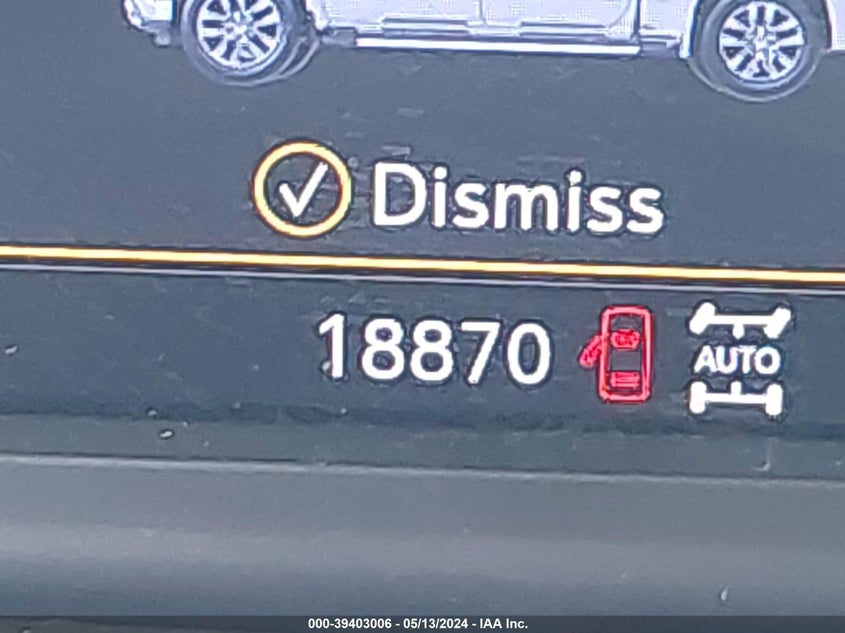 Dismiss
18870
AUTO
000-39403006 - 05/13/2024 - IAA Inc.